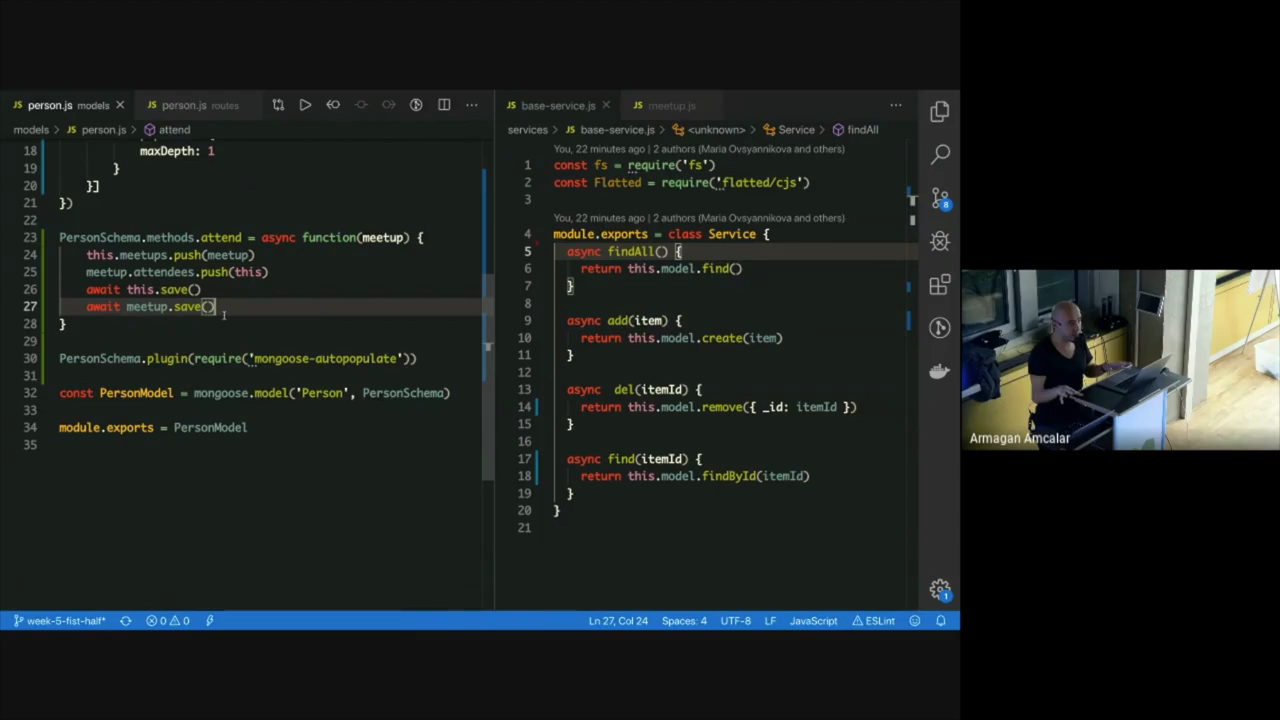 JS person.js models ×
JS person.js routes
models > JS person.js > attend
18 maxDepth: 1
19 }
20 }]
21 })
22
23 PersonSchema.methods.attend = async function(meetup) {
24 this.meetups.push(meetup)
25 meetup.attendees.push(this)
26 await this.save()
27 await meetup.save()
28 }
29
30 PersonSchema.plugin(require('mongoose-autopopulate'))
31
32 const PersonModel = mongoose.model('Person', PersonSchema)
33
34 module.exports = PersonModel
35
JS base-service.js ×
JS meetup.js
services > JS base-service.js > <unknown> > Service > findAll
You, 22 minutes ago | 2 authors (Maria Ovsyannikova and others)
1 const fs = require('fs')
2 const Flatted = require('flatted/cjs')
3
You, 22 minutes ago | 2 authors (Maria Ovsyannikova and others)
4 module.exports = class Service {
5 async findAll() {
6 return this.model.find()
7 }
8
9 async add(item) {
10 return this.model.create(item)
11 }
12
13 async del(itemId) {
14 return this.model.remove({ _id: itemId })
15 }
16
17 async find(itemId) {
18 return this.model.findById(itemId)
19 }
20 }
21
8
1
Armagan Amcalar
week-5-fist-half* 0 0 Ln 27, Col 24 Spaces: 4 UTF-8 LF JavaScript ESLint